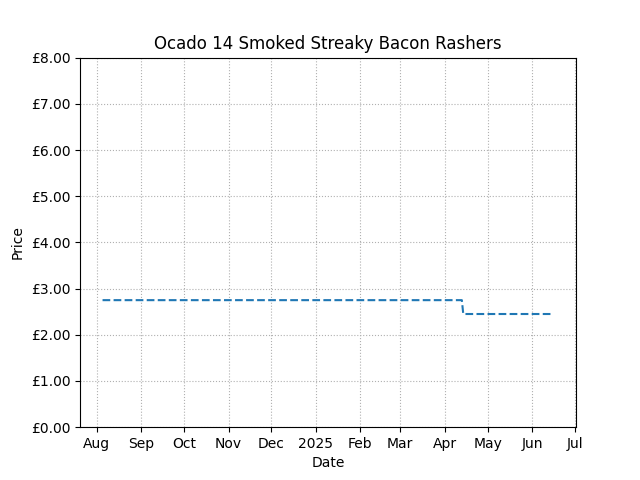 Ocado 14 Smoked Streaky Bacon Rashers
£8.00
£7.00
£6.00
£5.00
£4.00
£3.00
£2.00
£1.00
£0.00
Price
Aug Sep Oct Nov Dec 2025 Feb Mar Apr May Jun Jul
Date